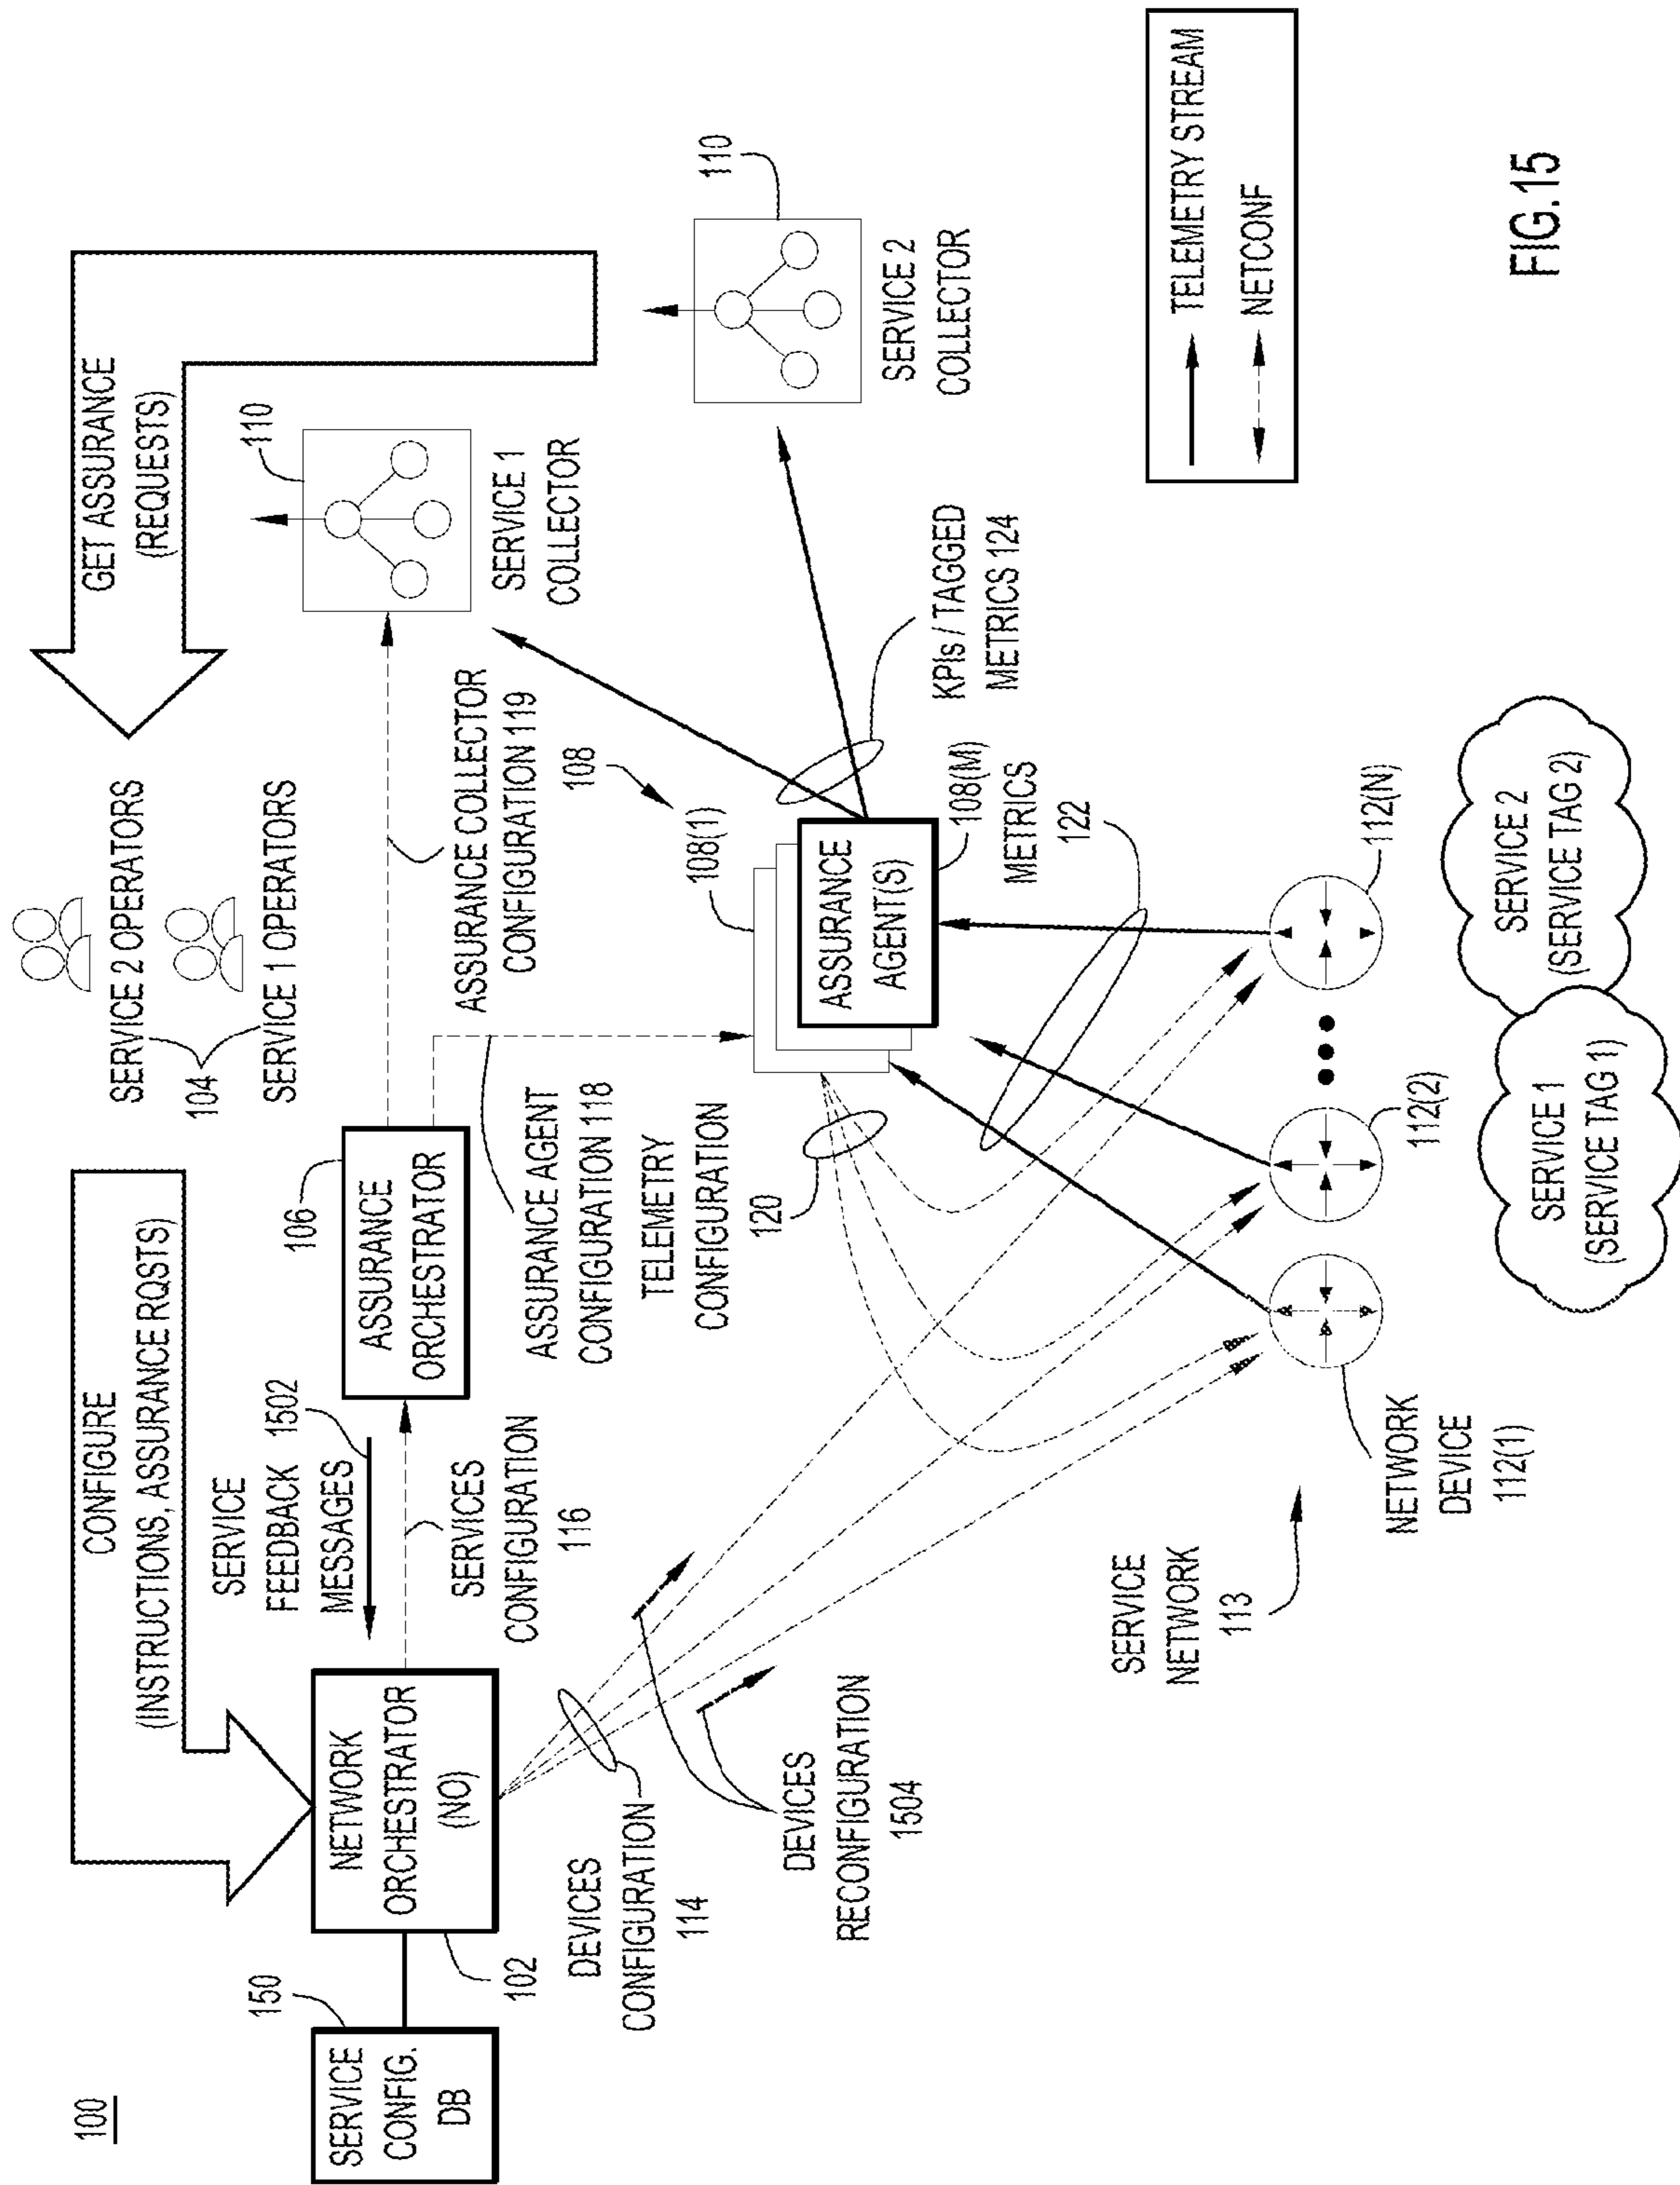 100
CONFIGURE
(INSTRUCTIONS, ASSURANCE RQSTS)
SERVICE 2 OPERATORS
104
SERVICE 1 OPERATORS
GET ASSURANCE
(REQUESTS)
SERVICE
CONFIG.
DB
150
NETWORK
ORCHESTRATOR
(NO)
102
SERVICE
FEEDBACK 1502
MESSAGES
SERVICES
CONFIGURATION
116
ASSURANCE
ORCHESTRATOR
106
ASSURANCE COLLECTOR
CONFIGURATION 119
ASSURANCE AGENT
CONFIGURATION 118
110
SERVICE 1
COLLECTOR
110
SERVICE 2
COLLECTOR
DEVICES
CONFIGURATION
114
DEVICES
RECONFIGURATION
1504
TELEMETRY
CONFIGURATION
120
108
108(1)
ASSURANCE
AGENT(S)
108(M)
METRICS
122
KPIs / TAGGED
METRICS 124
SERVICE
NETWORK
113
NETWORK
DEVICE
112(1)
112(2)
112(N)
SERVICE 1
(SERVICE TAG 1)
SERVICE 2
(SERVICE TAG 2)
TELEMETRY STREAM
NETCONF
FIG.15